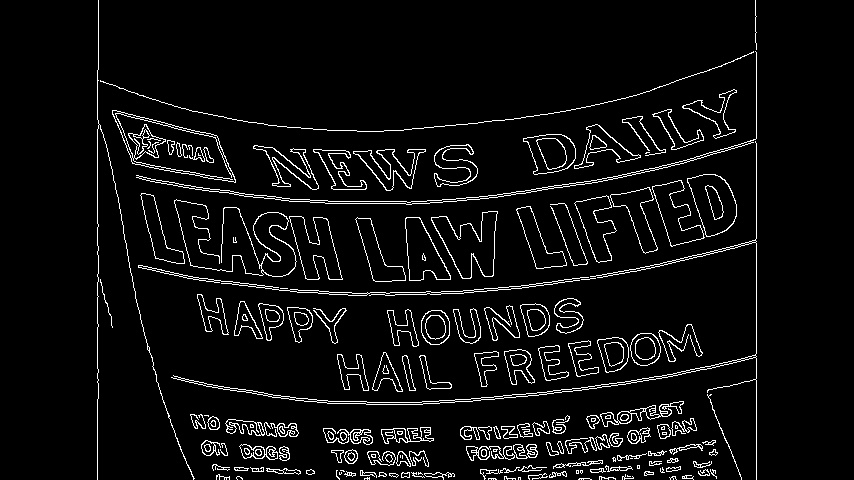 FINAL
NEWS DAILY
LEASH LAW LIFTED
HAPPY HOUNDS
HAIL FREEDOM
NO STRINGS
ON DOGS
DOGS FREE
TO ROAM
CITIZENS' PROTEST
FORCES LIFTING OF BAN